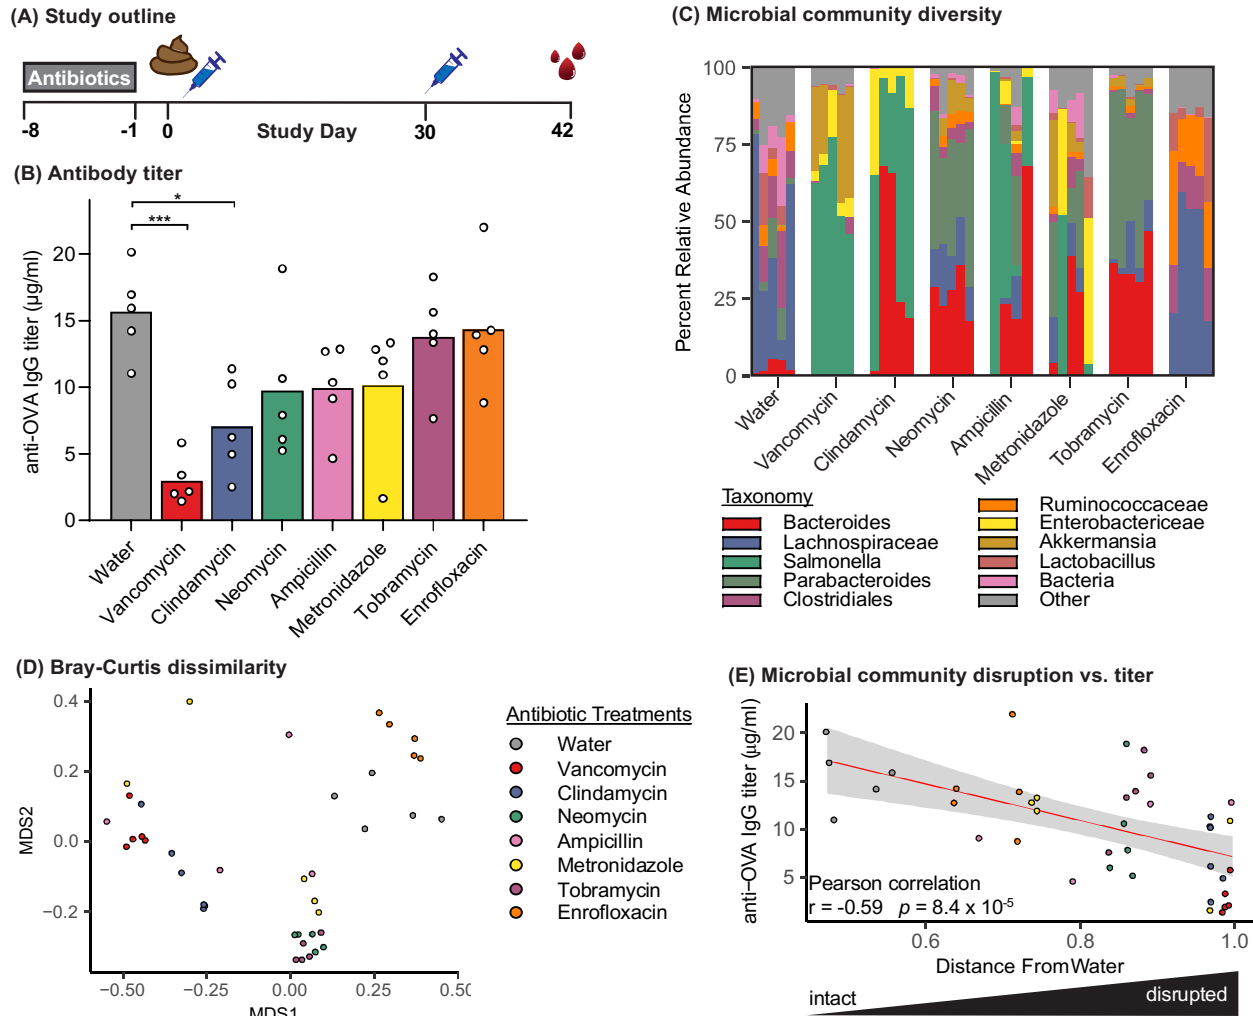 (A) Study outline
Antibiotics
-8 -1 0 Study Day 30 42
(B) Antibody titer
anti-OVA IgG titer (µg/ml)
*
***
20
15
10
5
0
Water
Vancomycin
Clindamycin
Neomycin
Ampicillin
Metronidazole
Tobramycin
Enrofloxacin
(C) Microbial community diversity
Percent Relative Abundance
100
75
50
25
0
Water
Vancomycin
Clindamycin
Neomycin
Ampicillin
Metronidazole
Tobramycin
Enrofloxacin
Taxonomy
Bacteroides
Lachnospiraceae
Salmonella
Parabacteroides
Clostridiales
Ruminococcaceae
Enterobactericeae
Akkermansia
Lactobacillus
Bacteria
Other
(D) Bray-Curtis dissimilarity
MDS2
0.4
0.2
0.0
−0.2
−0.50 −0.25 0.00 0.25 0.50
MDS1
Antibiotic Treatments
Water
Vancomycin
Clindamycin
Neomycin
Ampicillin
Metronidazole
Tobramycin
Enrofloxacin
(E) Microbial community disruption vs. titer
anti−OVA IgG titer (µg/ml)
20
15
10
5
Pearson correlation
r = -0.59 p = 8.4 x 10-5
0.6 0.8 1.0
Distance FromWater
intact disrupted